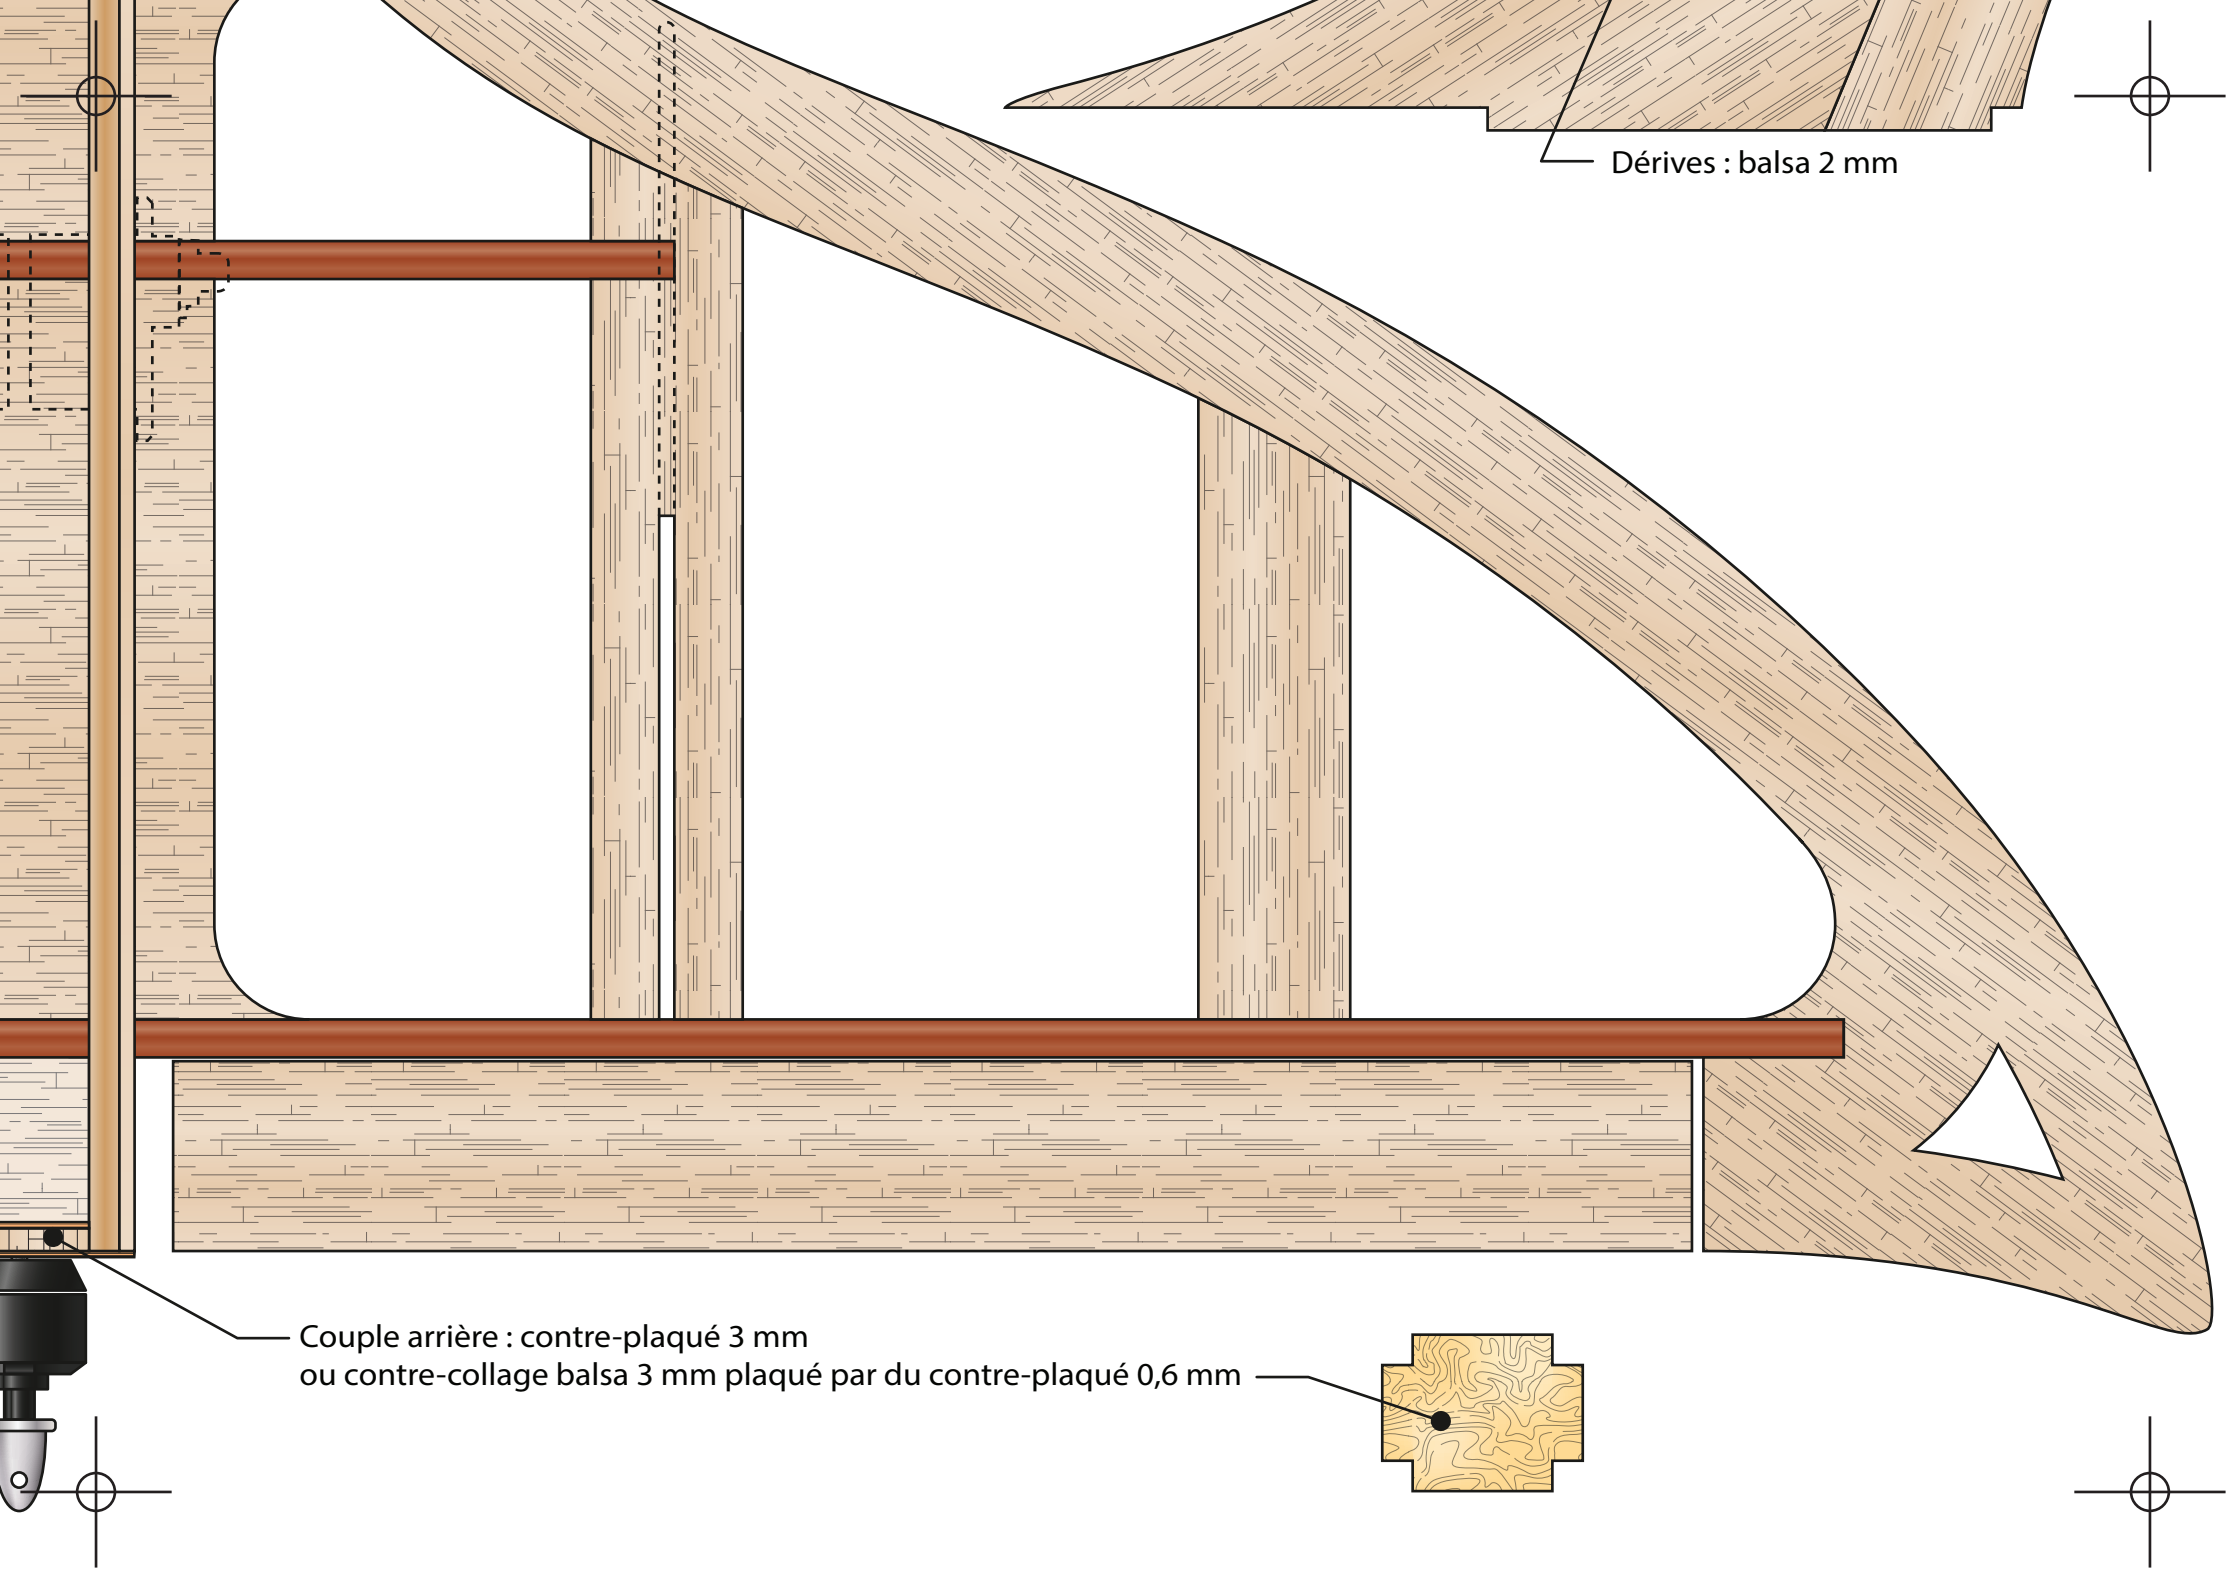 Dérives : balsa 2 mm
Couple arrière : contre-plaqué 3 mm
ou contre-collage balsa 3 mm plaqué par du contre-plaqué 0,6 mm